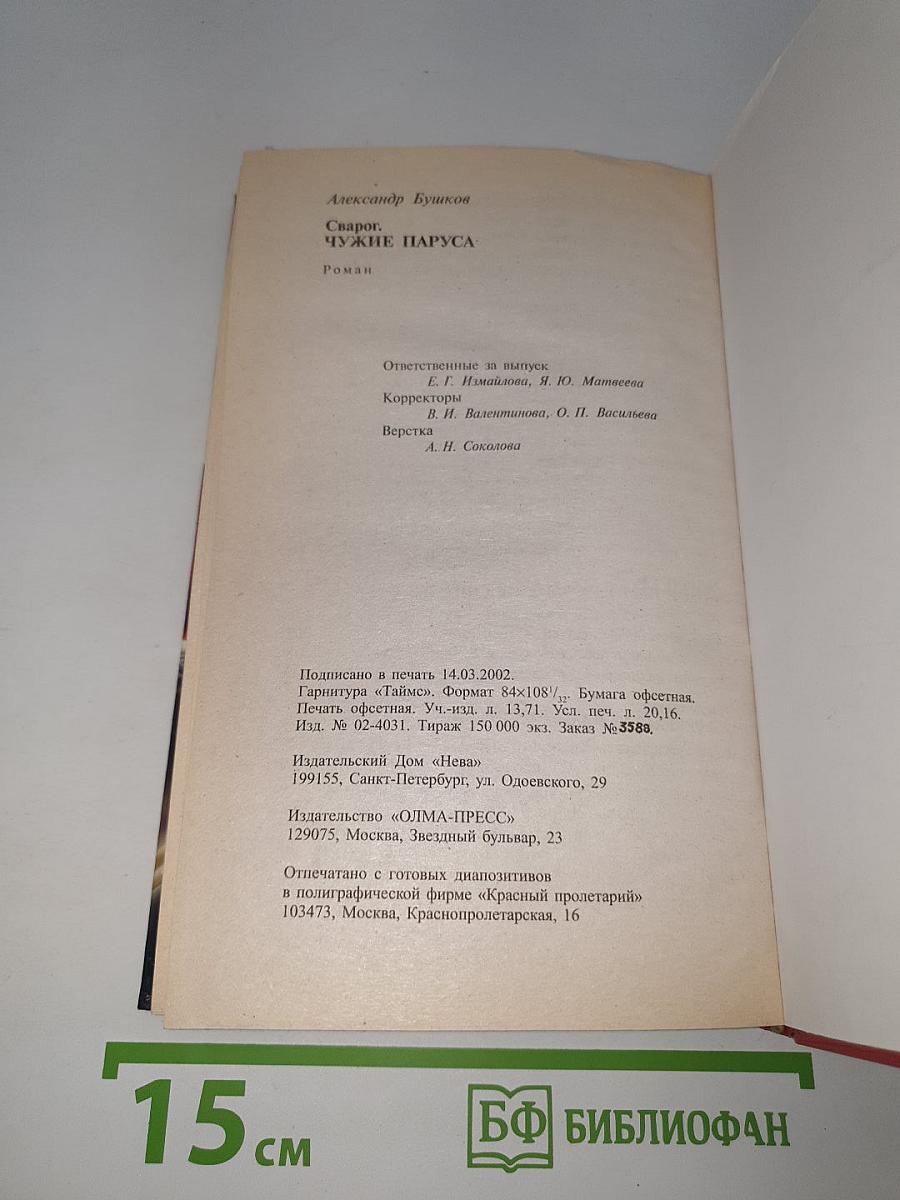 Александр Бушков
Сварог.
ЧУЖИЕ ПАРУСА
Роман
Ответственные за выпуск
Е. Г. Измайлова, Я. Ю. Матвеева
Корректоры
В. И. Валентинова, О. П. Васильева
Верстка
А. Н. Соколова
Подписано в печать 14.03.2002.
Гарнитура «Таймс». Формат 84×108¹/₃₂. Бумага офсетная.
Печать офсетная. Уч.-изд. л. 13,71. Усл. печ. л. 20,16.
Изд. № 02-4031. Тираж 150 000 экз. Заказ №3588.
Издательский Дом «Нева»
199155, Санкт-Петербург, ул. Одоевского, 29
Издательство «ОЛМА-ПРЕСС»
129075, Москва, Звездный бульвар, 23
Отпечатано с готовых диапозитивов
в полиграфической фирме «Красный пролетарий»
103473, Москва, Краснопролетарская, 16
15 см
БФ БИБЛИОФАН